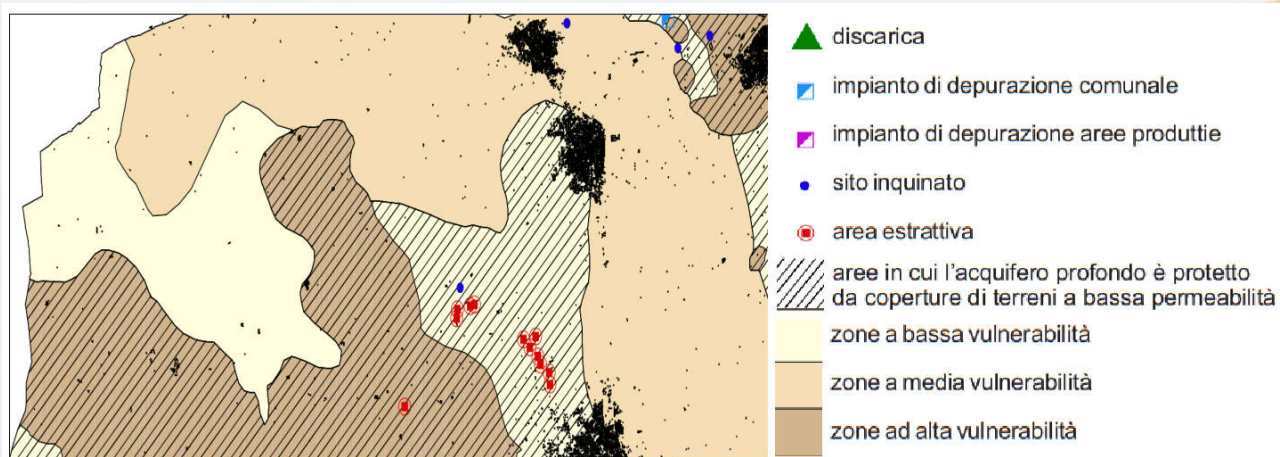 discarica
impianto di depurazione comunale
impianto di depurazione aree produttie
sito inquinato
area estrattiva
aree in cui l'acquifero profondo è protetto
da coperture di terreni a bassa permeabilità
zone a bassa vulnerabilità
zone a media vulnerabilità
zone ad alta vulnerabilità